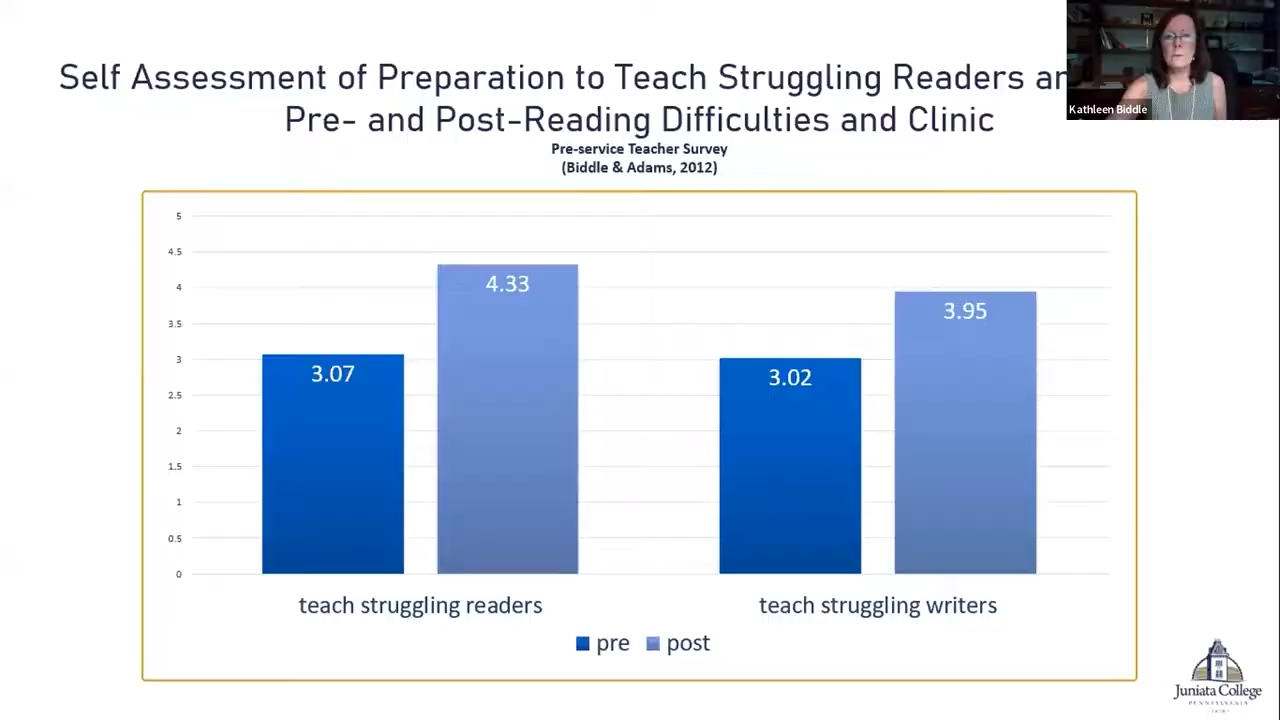 Self Assessment of Preparation to Teach Struggling Readers
Pre- and Post-Reading Difficulties and Clinic
Pre-service Teacher Survey
(Biddle & Adams, 2012)
Kathleen Biddle
5
4.5
4
3.5
3
2.5
2
1.5
1
0.5
0
3.07
4.33
3.02
3.95
teach struggling readers
teach struggling writers
pre
post
Juniata College
PENNSYLVANIA